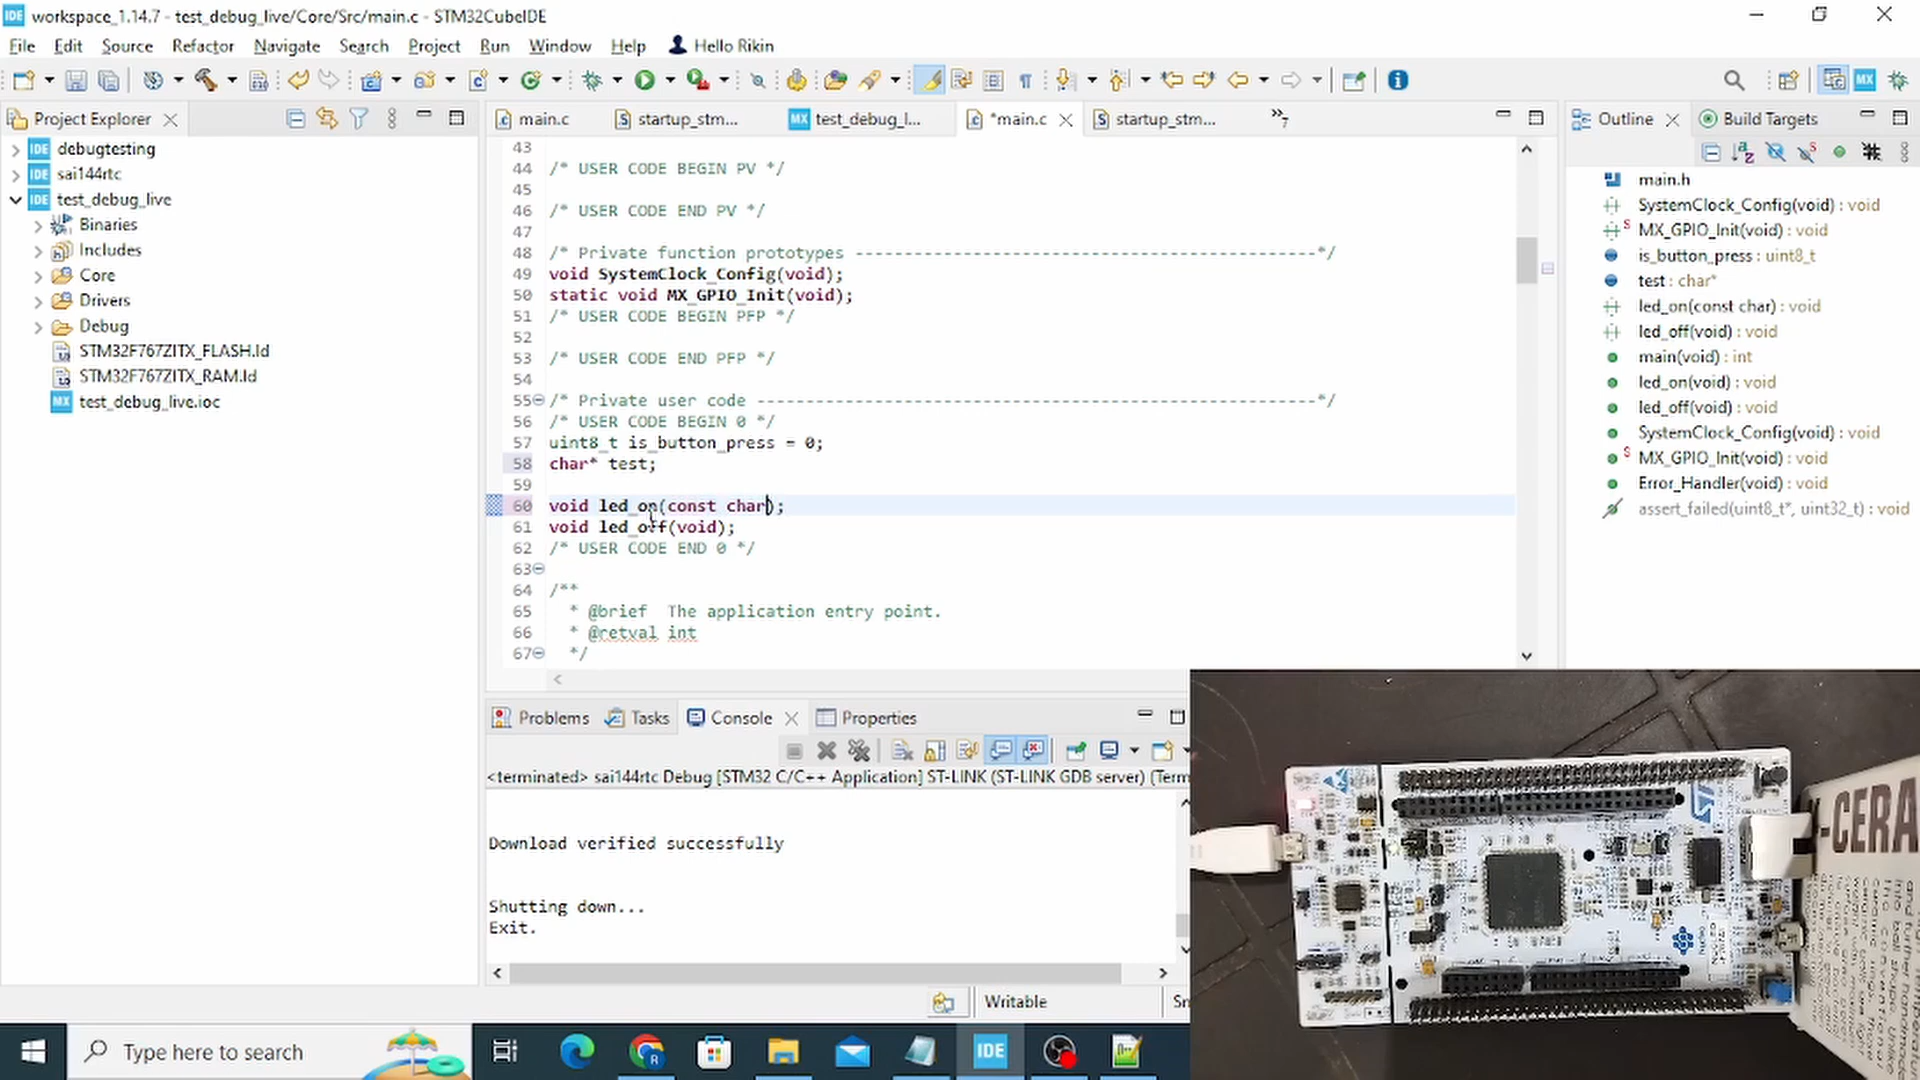 IDE workspace_1.14.7 - test_debug_live/Core/Src/main.c - STM32CubeIDE
File Edit Source Refactor Navigate Search Project Run Window Help Hello Rikin
MX
Project Explorer
IDE debugtesting
IDE sai144rtc
IDE test_debug_live
Binaries
Includes
Core
Drivers
Debug
STM32F767ZITX_FLASH.ld
STM32F767ZITX_RAM.ld
MX test_debug_live.ioc
main.c startup_stm... MX test_debug_l... *main.c startup_stm... »7
43
44 /* USER CODE BEGIN PV */
45
46 /* USER CODE END PV */
47
48 /* Private function prototypes -----------------------------------------------*/
49 void SystemClock_Config(void);
50 static void MX_GPIO_Init(void);
51 /* USER CODE BEGIN PFP */
52
53 /* USER CODE END PFP */
54
55 /* Private user code ---------------------------------------------------------*/
56 /* USER CODE BEGIN 0 */
57 uint8_t is_button_press = 0;
58 char* test;
59
60 void led_on(const char);
61 void led_off(void);
62 /* USER CODE END 0 */
63
64 /**
65 * @brief The application entry point.
66 * @retval int
67 */
Outline Build Targets
main.h
SystemClock_Config(void) : void
S MX_GPIO_Init(void) : void
is_button_press : uint8_t
test : char*
led_on(const char) : void
led_off(void) : void
main(void) : int
led_on(void) : void
led_off(void) : void
SystemClock_Config(void) : void
S MX_GPIO_Init(void) : void
Error_Handler(void) : void
assert_failed(uint8_t*, uint32_t) : void
Problems Tasks Console Properties
<terminated> sai144rtc Debug [STM32 C/C++ Application] ST-LINK (ST-LINK GDB server) (Term
Download verified successfully
Shutting down...
Exit.
Writable Sm
Type here to search
IDE
-CERA